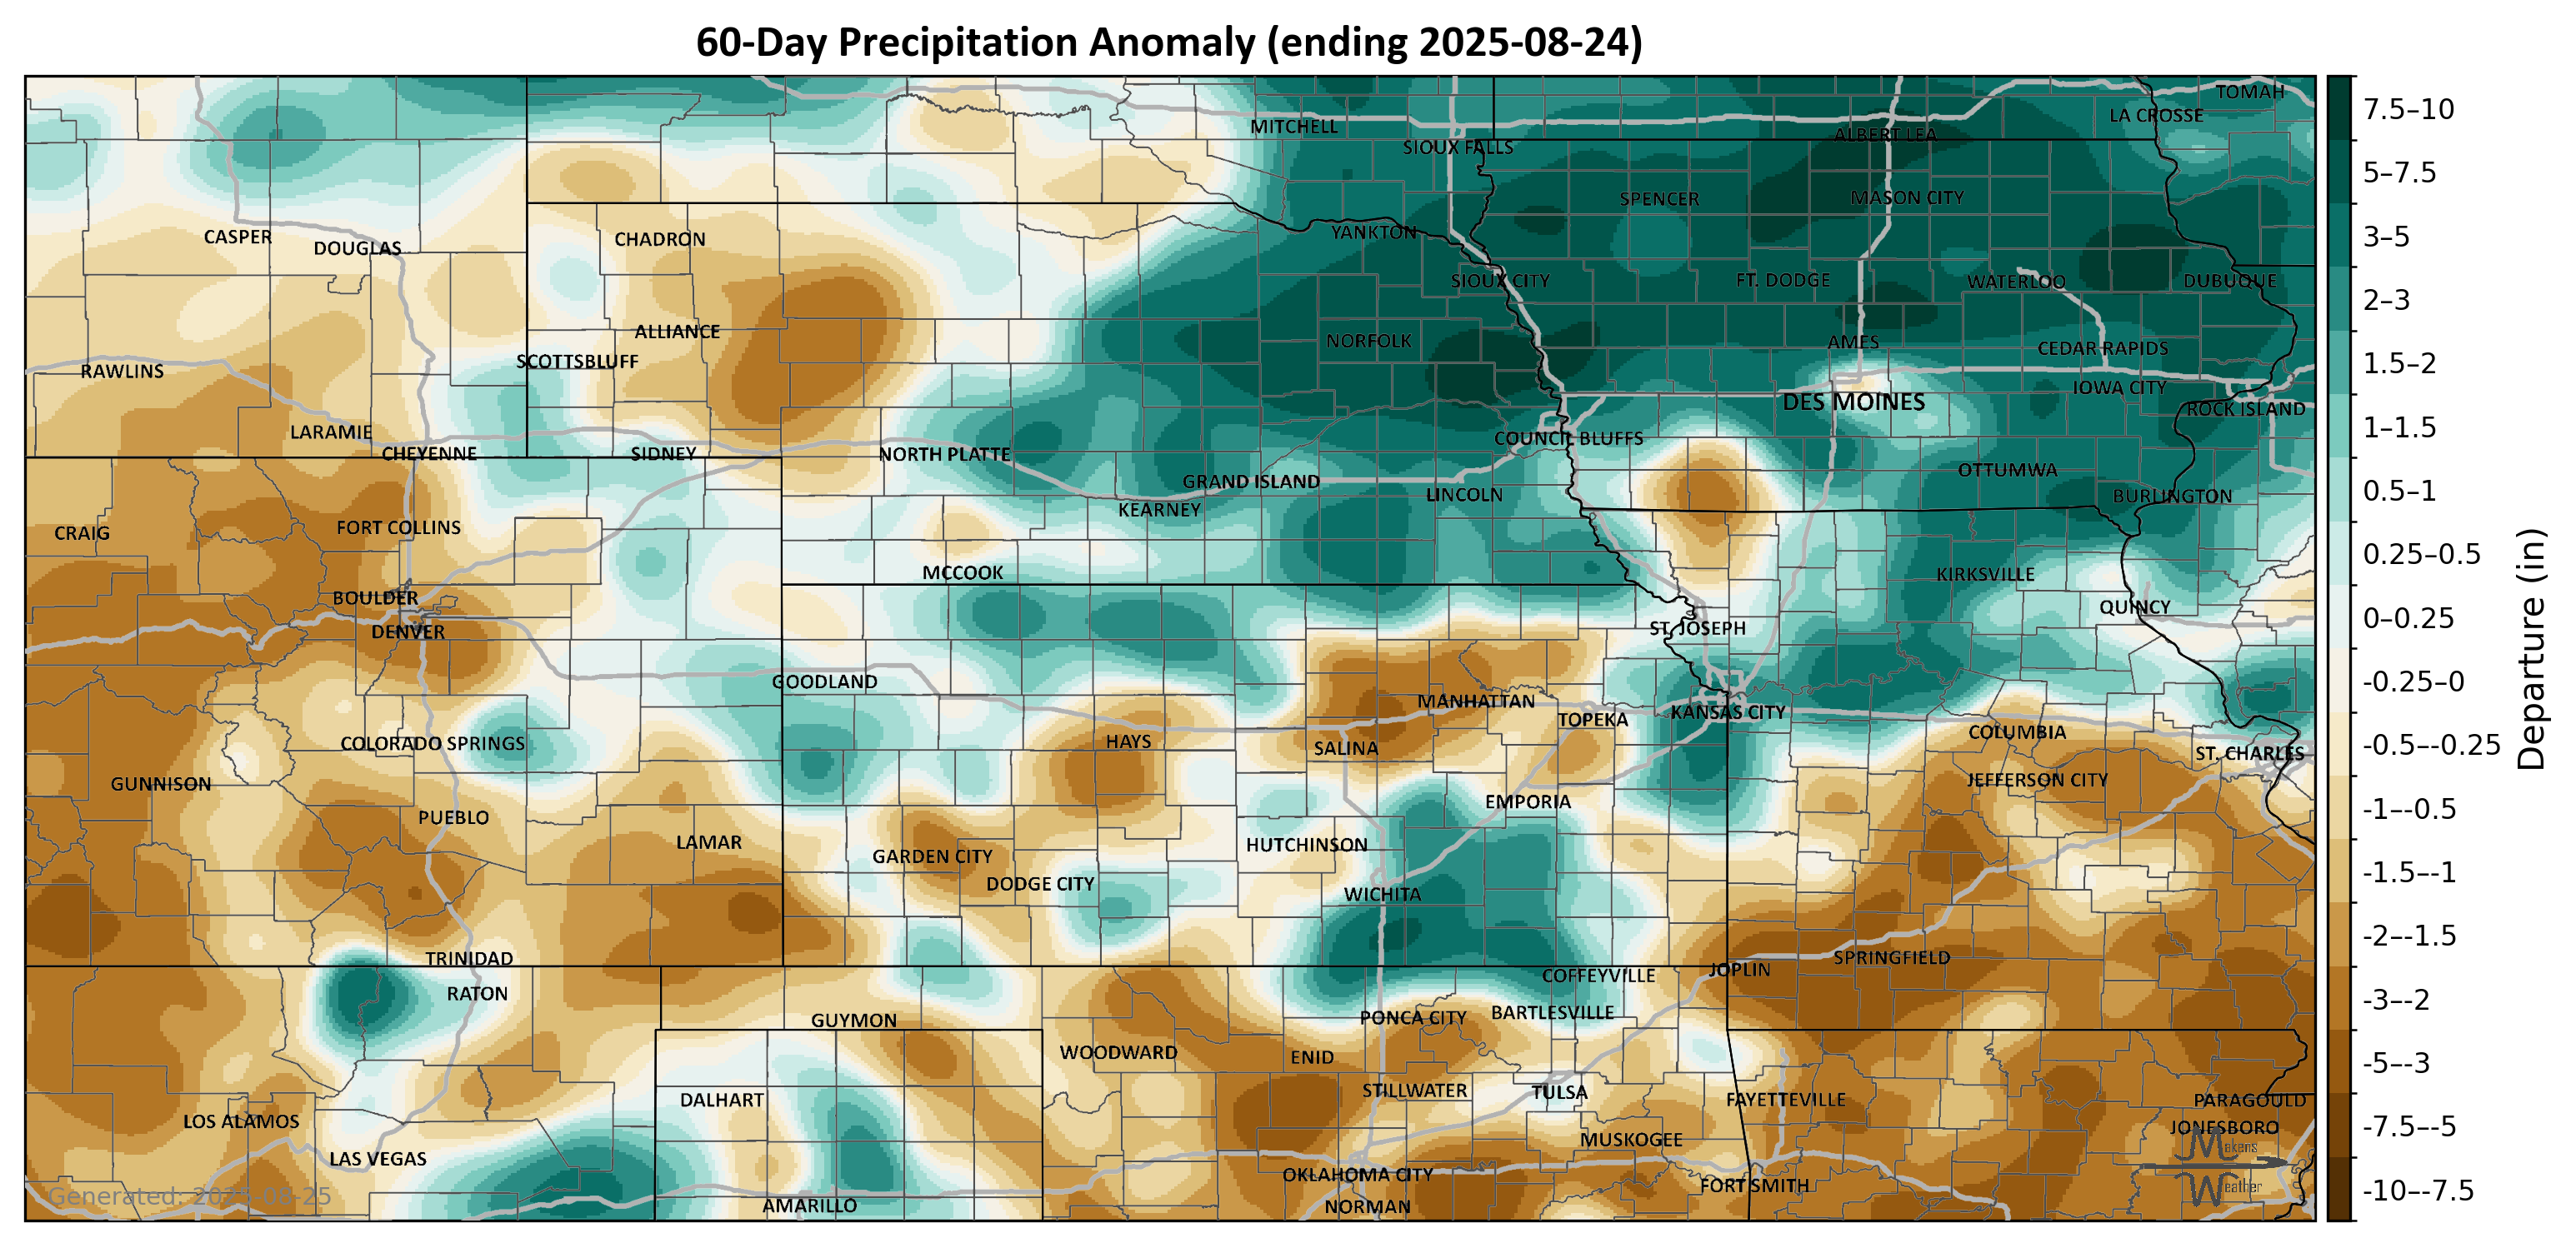 60-Day Precipitation Anomaly (ending 2025-08-24)
TOMAH
LA CROSSE
MITCHELL
ALBERT LEA
SIOUX FALLS
SPENCER
MASON CITY
CASPER
DOUGLAS
CHADRON
YANKTON
SIOUX CITY
FT. DODGE
WATERLOO
DUBUQUE
ALLIANCE
NORFOLK
AMES
CEDAR RAPIDS
SCOTTSBLUFF
RAWLINS
IOWA CITY
DES MOINES
ROCK ISLAND
LARAMIE
COUNCIL BLUFFS
CHEYENNE
SIDNEY
NORTH PLATTE
OTTUMWA
GRAND ISLAND
LINCOLN
BURLINGTON
KEARNEY
CRAIG
FORT COLLINS
MCCOOK
KIRKSVILLE
BOULDER
QUINCY
DENVER
ST. JOSEPH
GOODLAND
MANHATTAN
TOPEKA
KANSAS CITY
COLUMBIA
COLORADO SPRINGS
HAYS
SALINA
ST. CHARLES
GUNNISON
JEFFERSON CITY
EMPORIA
PUEBLO
LAMAR
HUTCHINSON
GARDEN CITY
DODGE CITY
WICHITA
TRINIDAD
SPRINGFIELD
JOPLIN
COFFEYVILLE
RATON
BARTLESVILLE
PONCA CITY
GUYMON
WOODWARD
ENID
STILLWATER
TULSA
DALHART
FAYETTEVILLE
PARAGOULD
LOS ALAMOS
JONESBORO
MUSKOGEE
LAS VEGAS
OKLAHOMA CITY
FORT SMITH
AMARILLO
NORMAN
Generated: 2025-08-25
Makens
Weather
7.5–10
5–7.5
3–5
2–3
1.5–2
1–1.5
0.5–1
0.25–0.5
0–0.25
-0.25–0
-0.5–-0.25
-1–-0.5
-1.5–-1
-2–-1.5
-3–-2
-5–-3
-7.5–-5
-10–-7.5
Departure (in)